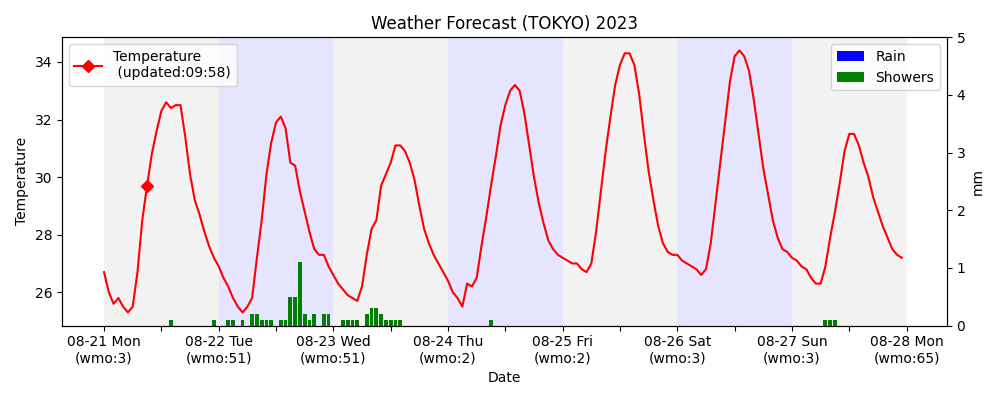 Weather Forecast (TOKYO) 2023
Temperature
(updated:09:58)
Rain
Showers
Temperature
34
32
30
28
26
5
4
3
2
1
0
mm
08-21 Mon
(wmo:3)
08-22 Tue
(wmo:51)
08-23 Wed
(wmo:51)
08-24 Thu
(wmo:2)
08-25 Fri
(wmo:2)
08-26 Sat
(wmo:3)
08-27 Sun
(wmo:3)
08-28 Mon
(wmo:65)
Date